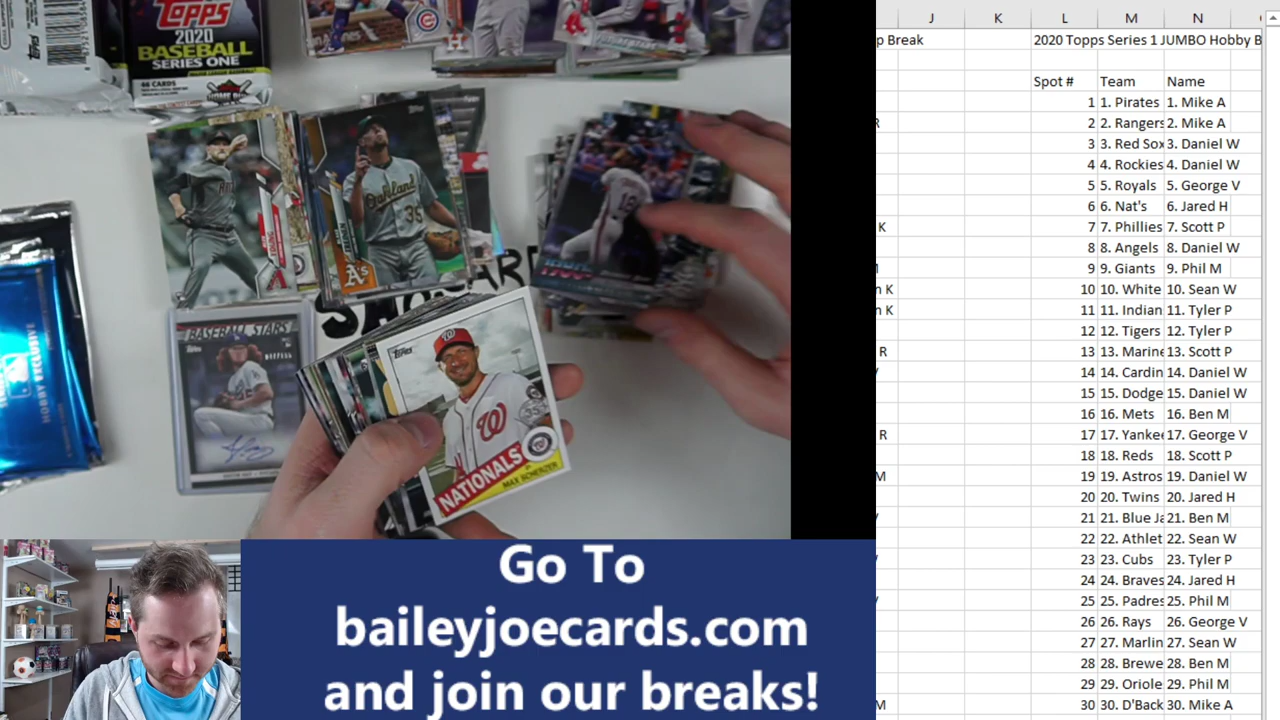 TOPPS
2020
BASEBALL
SERIES ONE
46 CARDS
HOBBY EXCLUSIVE
Oakland
35
A's
18
BASEBALL STARS
topps
W
NATIONALS
P
MAX SCHERZER
Go To
baileyjoecards.com
and join our breaks!
J K L M N
p Break 2020 Topps Series 1 JUMBO Hobby B
Spot # Team Name
1 1. Pirates 1. Mike A
R 2 2. Rangers 2. Mike A
3 3. Red Sox 3. Daniel W
4 4. Rockies 4. Daniel W
5 5. Royals 5. George V
6 6. Nat's 6. Jared H
K 7 7. Phillies 7. Scott P
8 8. Angels 8. Daniel W
9 9. Giants 9. Phil M
n K 10 10. White 10. Sean W
n K 11 11. Indian 11. Tyler P
12 12. Tigers 12. Tyler P
R 13 13. Marine 13. Scott P
14 14. Cardin 14. Daniel W
15 15. Dodge 15. Daniel W
16 16. Mets 16. Ben M
R 17 17. Yankee 17. George V
18 18. Reds 18. Scott P
M 19 19. Astros 19. Daniel W
20 20. Twins 20. Jared H
21 21. Blue Ja 21. Ben M
22 22. Athlet 22. Sean W
23 23. Cubs 23. Tyler P
24 24. Braves 24. Jared H
25 25. Padres 25. Phil M
26 26. Rays 26. George V
27 27. Marlin 27. Sean W
28 28. Brewe 28. Ben M
29 29. Oriole 29. Phil M
M 30 30. D'Back 30. Mike A